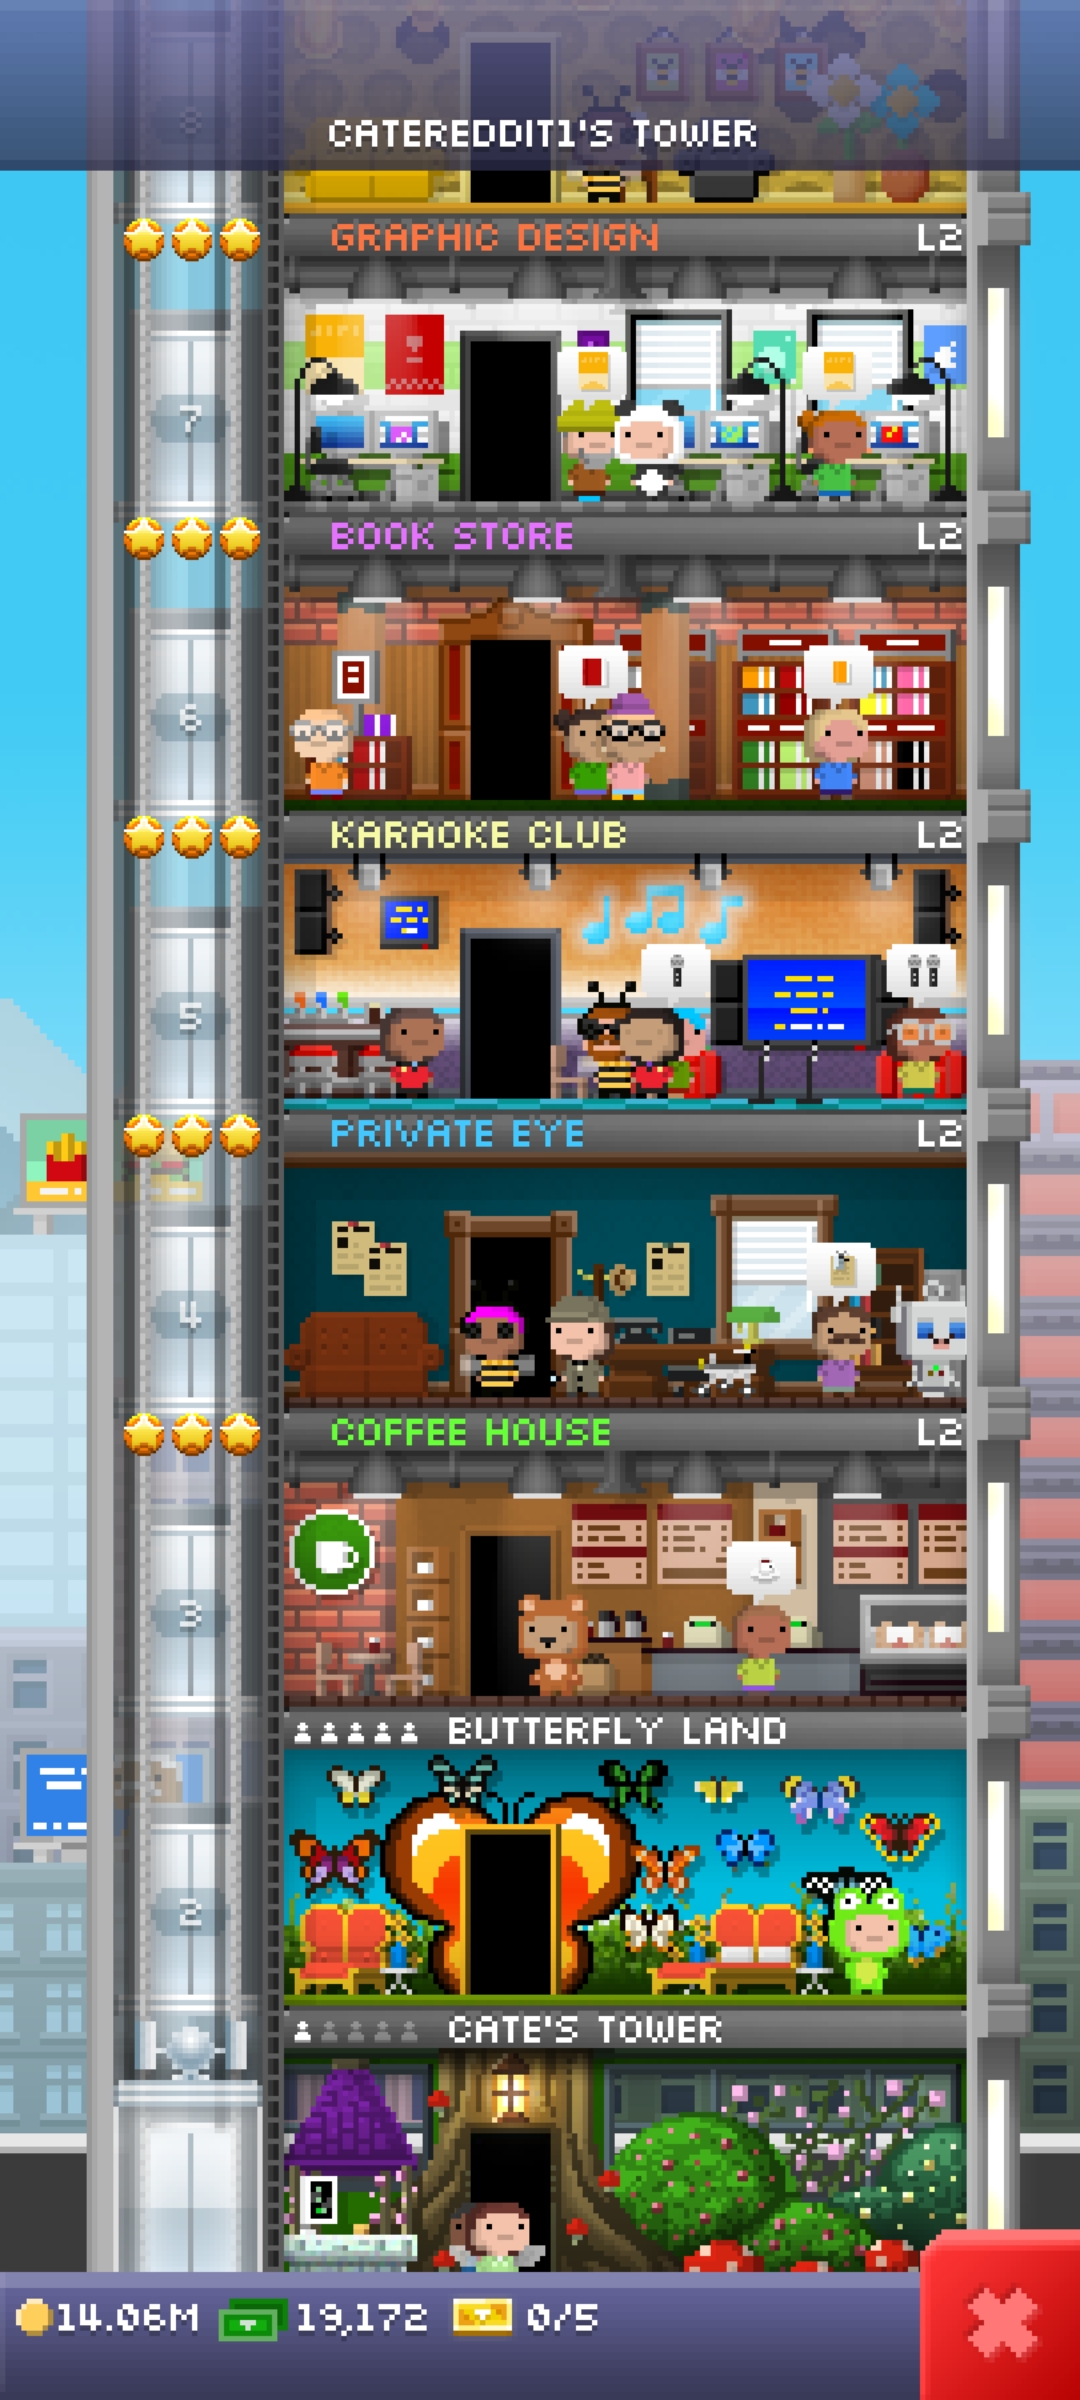 8
CATEREDDIT1'S TOWER
GRAPHIC DESIGN L2
7
BOOK STORE L2
6
KARAOKE CLUB L2
5
PRIVATE EYE L2
4
COFFEE HOUSE L2
3
BUTTERFLY LAND
2
CATE'S TOWER
14.06M 19,172 0/5